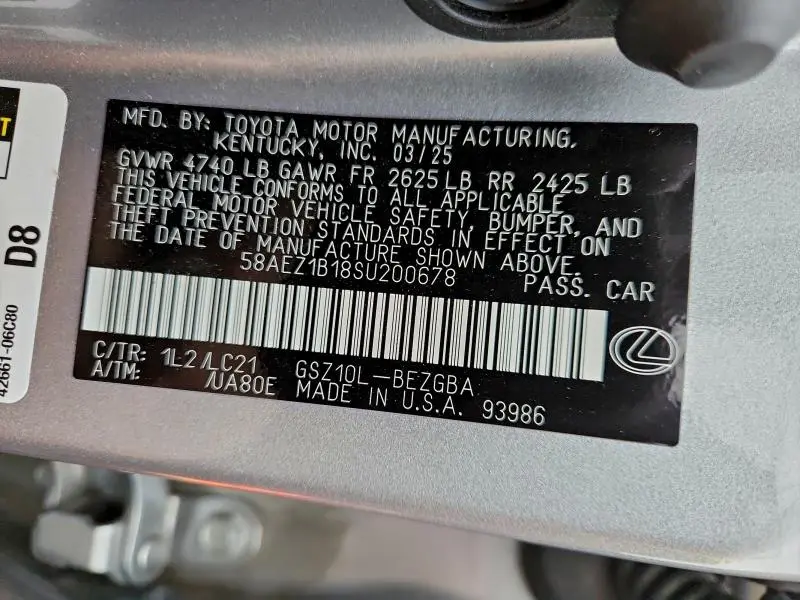 MFD. BY: TOYOTA MOTOR MANUFACTURING,
KENTUCKY, INC. 03/25
GVWR 4740 LB GAWR FR 2625 LB RR 2425 LB
THIS VEHICLE CONFORMS TO ALL APPLICABLE
FEDERAL MOTOR VEHICLE SAFETY, BUMPER, AND
THEFT PREVENTION STANDARDS IN EFFECT ON
THE DATE OF MANUFACTURE SHOWN ABOVE.
58AEZ1B18SU200678 PASS. CAR
C/TR: 1L2 /LC21 GSZ10L-BEZGBA
A/TM: /UA80E MADE IN U.S.A. 93986
T
D8
42661-06C80